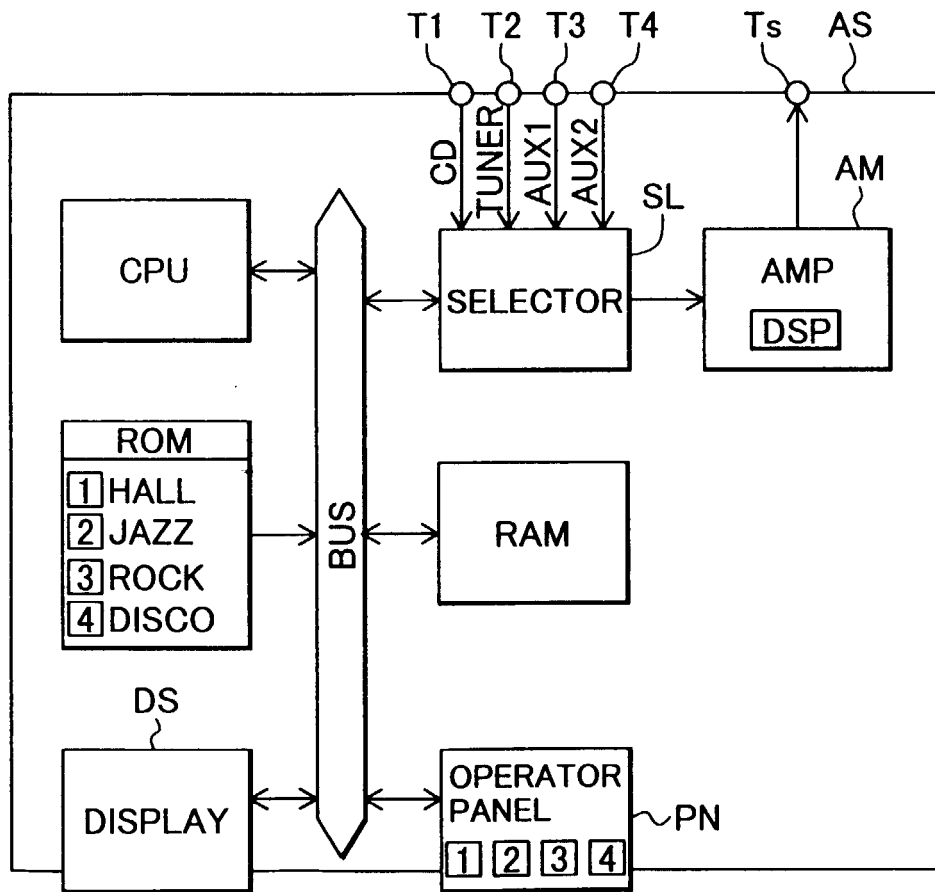 T1 T2 T3 T4 Ts AS
CD
TUNER
AUX1
AUX2
SL
AM
CPU
SELECTOR
AMP
DSP
ROM
1 HALL
2 JAZZ
3 ROCK
4 DISCO
BUS
RAM
DS
DISPLAY
OPERATOR
PANEL
1 2 3 4
PN